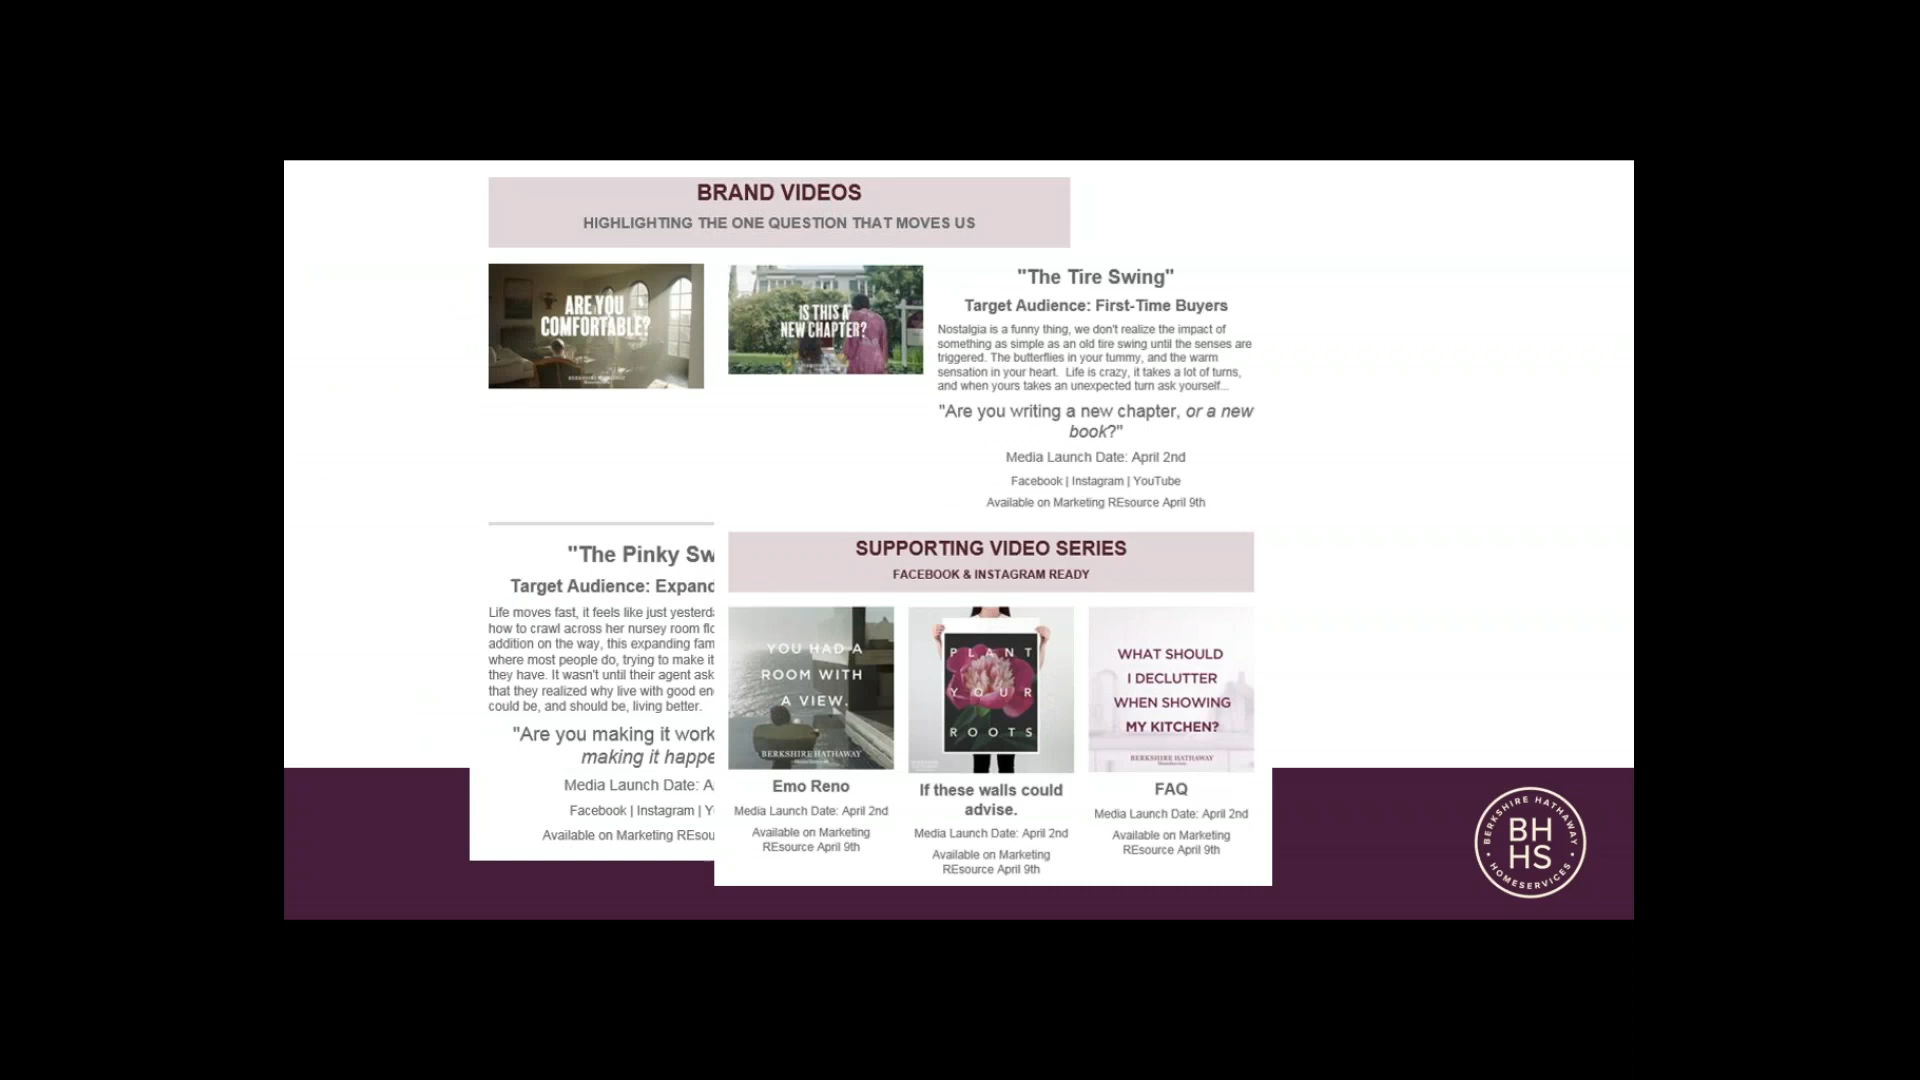 BRAND VIDEOS
HIGHLIGHTING THE ONE QUESTION THAT MOVES US
ARE YOU
COMFORTABLE?
IS THIS A
NEW CHAPTER?
"The Tire Swing"
Target Audience: First-Time Buyers
Nostalgia is a funny thing, we don't realize the impact of
something as simple as an old tire swing until the senses are
triggered. The butterflies in your tummy, and the warm
sensation in your heart. Life is crazy, it takes a lot of turns,
and when yours takes an unexpected turn ask yourself...
"Are you writing a new chapter, or a new
book?"
Media Launch Date: April 2nd
Facebook | Instagram | YouTube
Available on Marketing REsource April 9th
"The Pinky Sw
Target Audience: Expand
Life moves fast, it feels like just yesterd
how to crawl across her nursey room flo
addition on the way, this expanding fam
where most people do, trying to make it
they have. It wasn't until their agent ask
that they realized why live with good en
could be, and should be, living better.
"Are you making it work
making it happe
Media Launch Date: A
Facebook | Instagram | Y
Available on Marketing REsou
SUPPORTING VIDEO SERIES
FACEBOOK & INSTAGRAM READY
YOU HAD A
ROOM WITH
A VIEW.
BERKSHIRE HATHAWAY
Emo Reno
Media Launch Date: April 2nd
Available on Marketing
REsource April 9th
PLANT
YOUR
ROOTS
If these walls could
advise.
Media Launch Date: April 2nd
Available on Marketing
REsource April 9th
WHAT SHOULD
I DECLUTTER
WHEN SHOWING
MY KITCHEN?
BERKSHIRE HATHAWAY
FAQ
Media Launch Date: April 2nd
Available on Marketing
REsource April 9th
BERKSHIRE HATHAWAY
BH
HS
HOMESERVICES